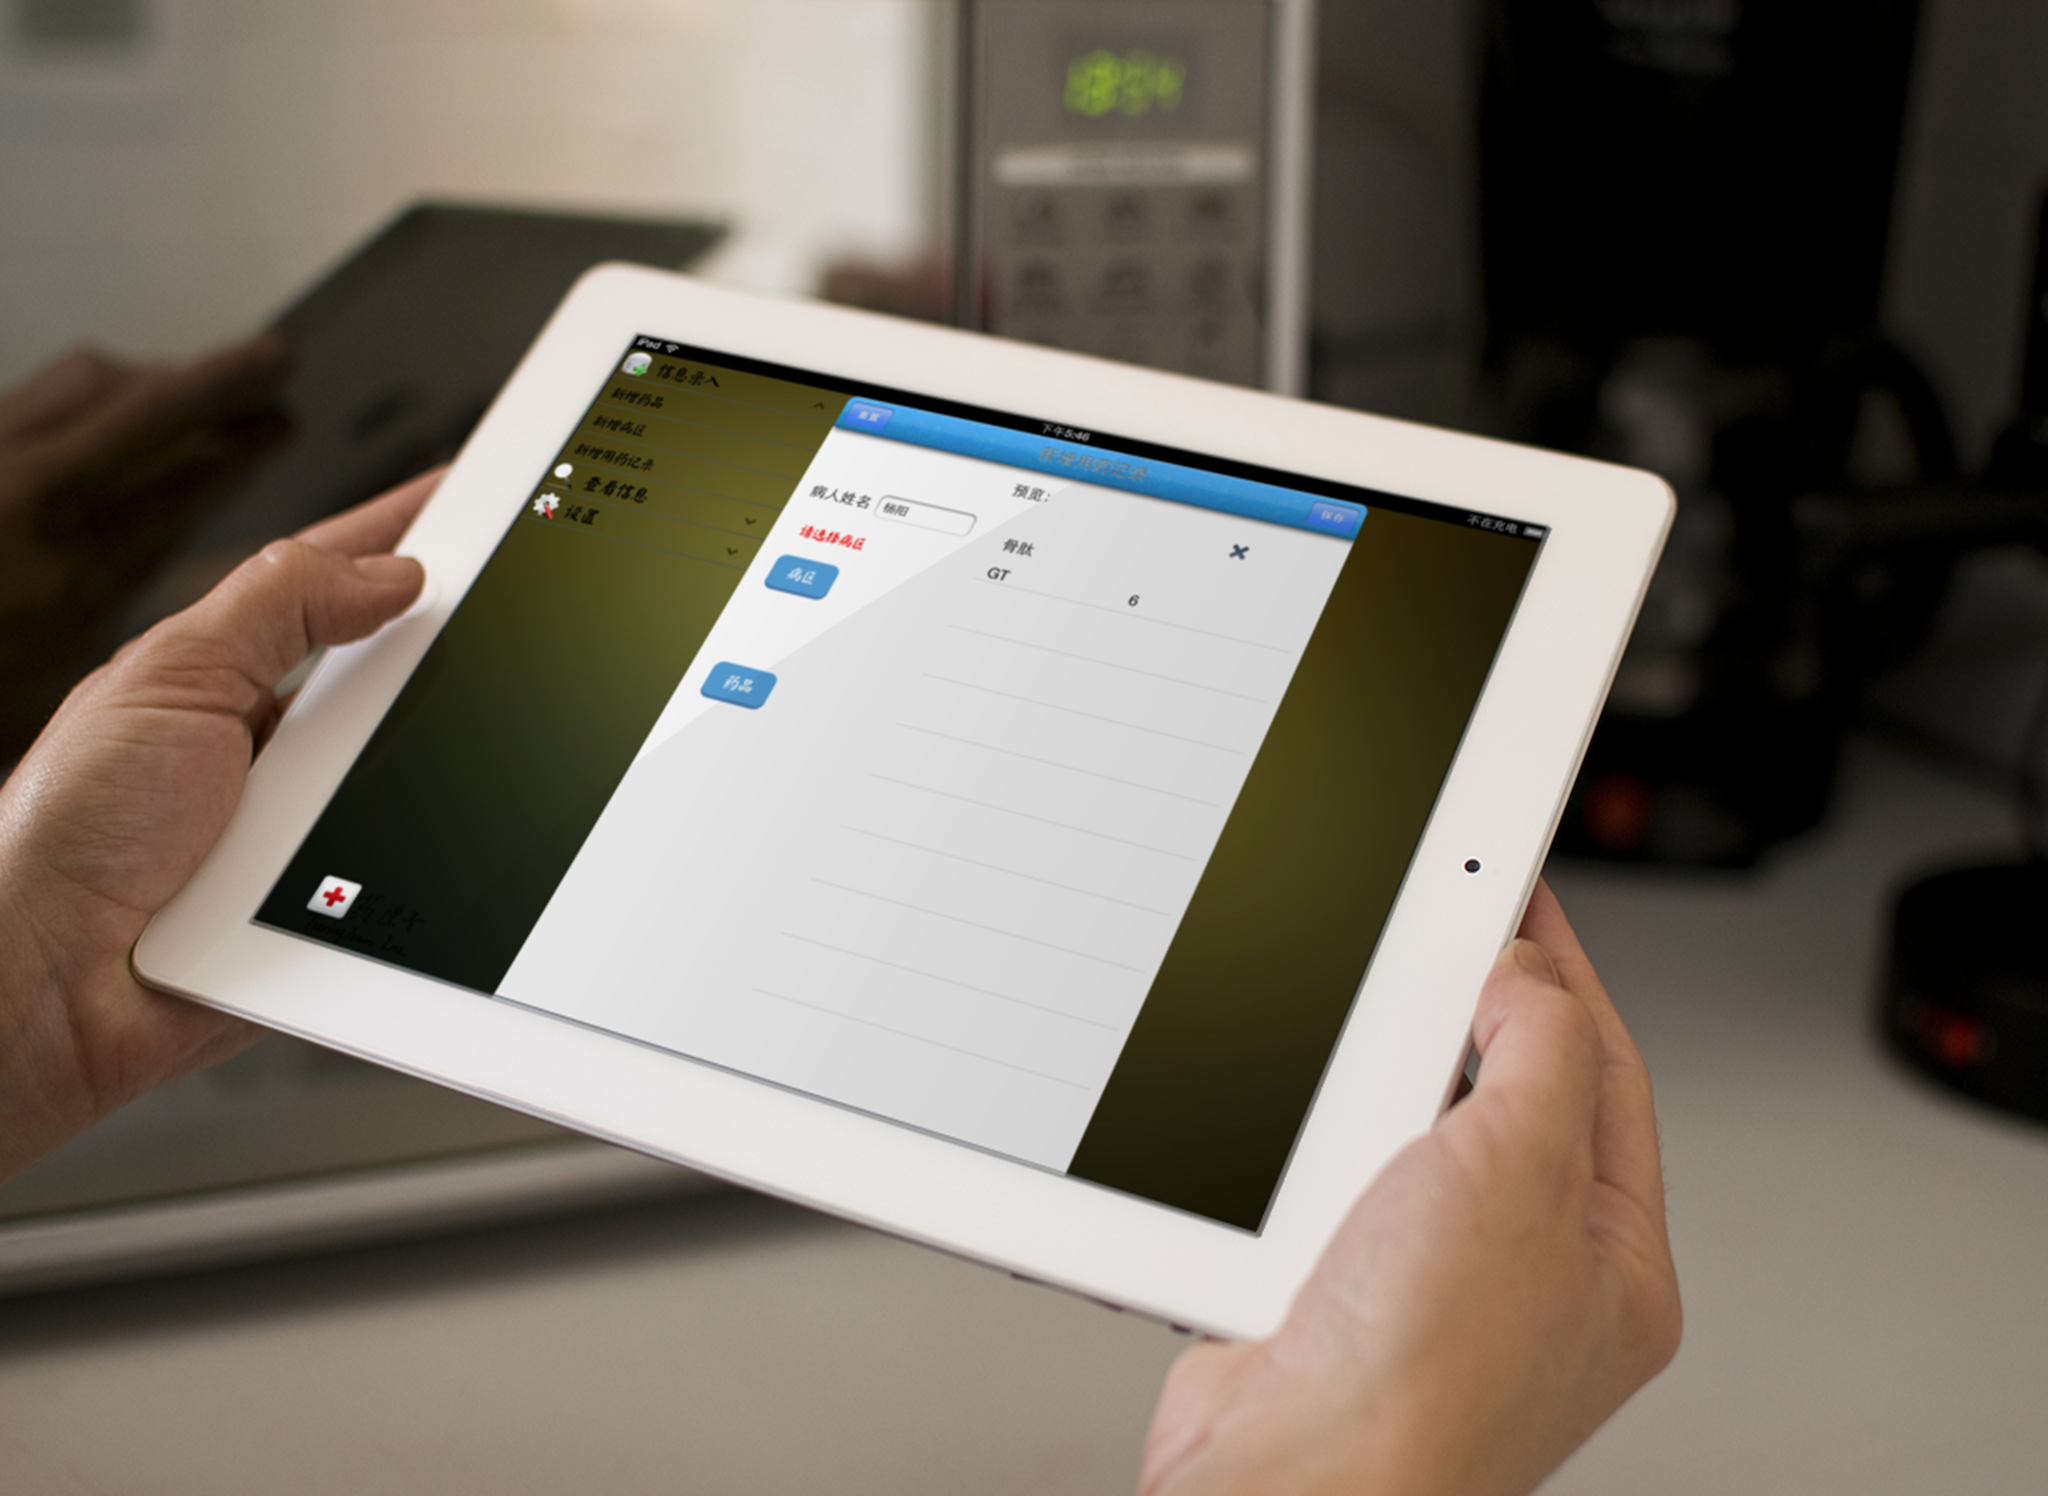 iPad
下午5:46
不在充电
信息录入
新增药品
新增病区
新增用药记录
查看信息
设置
重置
新增用药记录
保存
病人姓名 杨阳
请选择病区
病区
药品
预览:
骨肽
GT
6